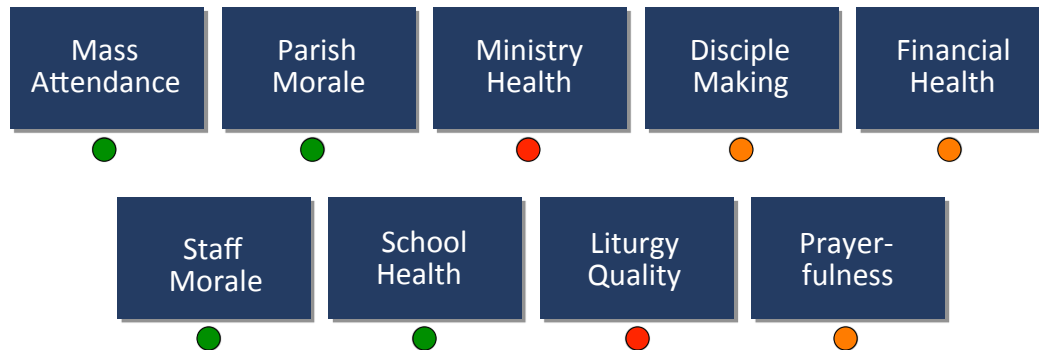 Mass
Attendance
Parish
Morale
Ministry
Health
Disciple
Making
Financial
Health
Staff
Morale
School
Health
Liturgy
Quality
Prayer-
fulness